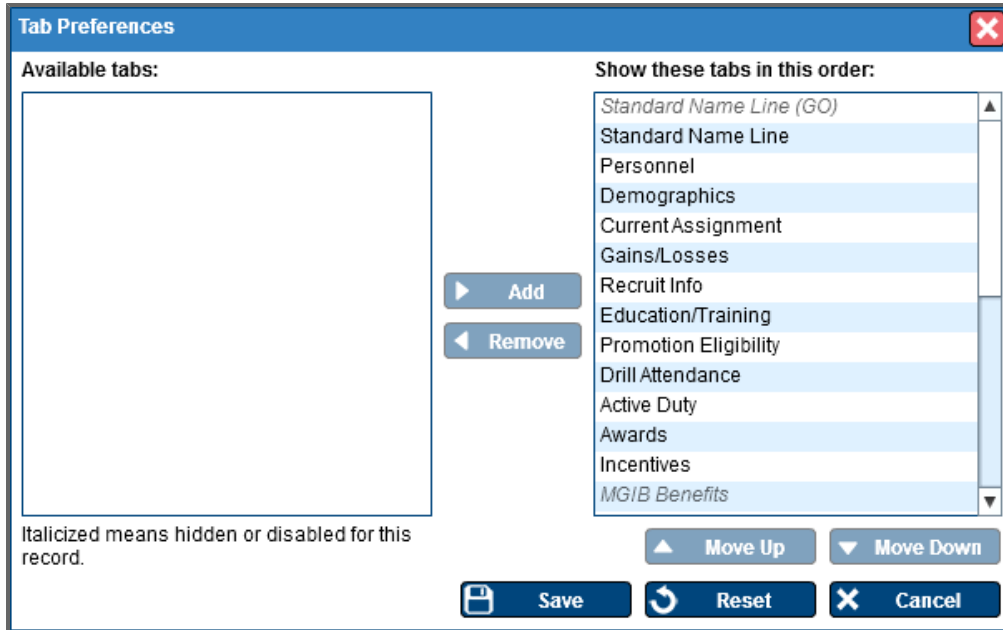 Tab Preferences
Available tabs:
Show these tabs in this order:
Standard Name Line (GO)
Standard Name Line
Personnel
Demographics
Current Assignment
Gains/Losses
Recruit Info
Education/Training
Promotion Eligibility
Drill Attendance
Active Duty
Awards
Incentives
MGIB Benefits
Add
Remove
Italicized means hidden or disabled for this
record.
Move Up
Move Down
Save
Reset
Cancel